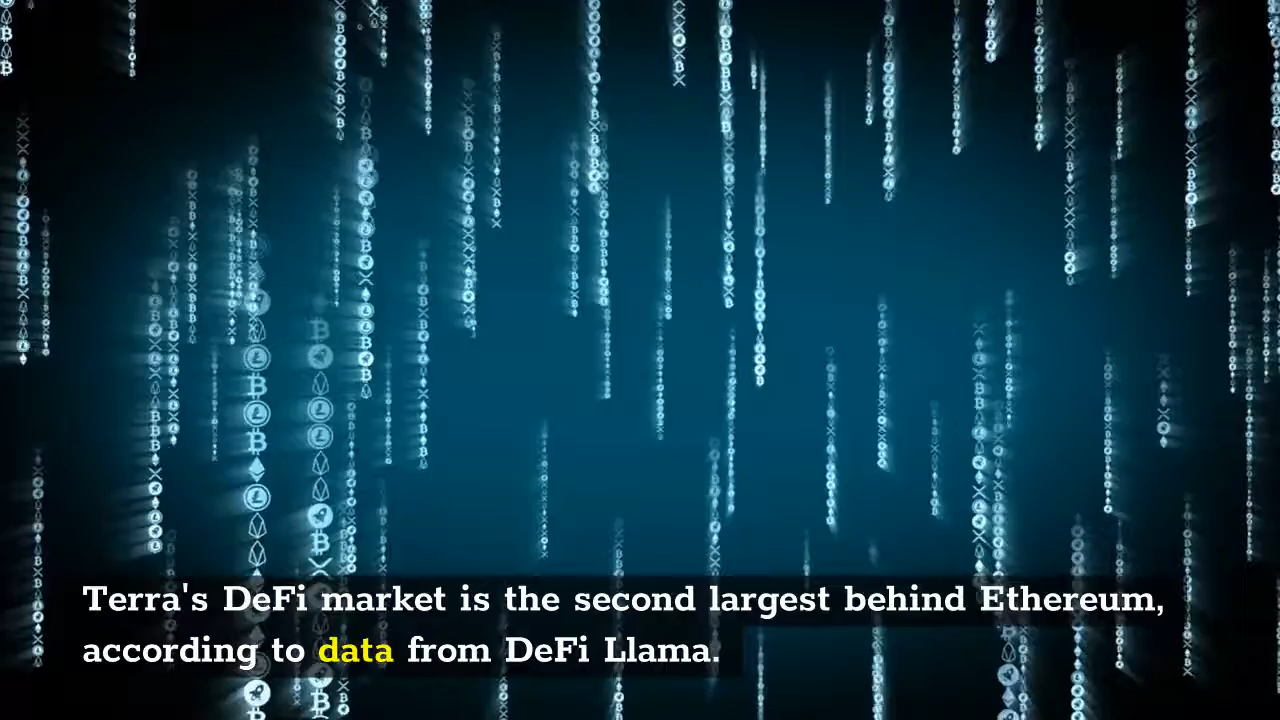 Terra's DeFi market is the second largest behind Ethereum,
according to data from DeFi Llama.